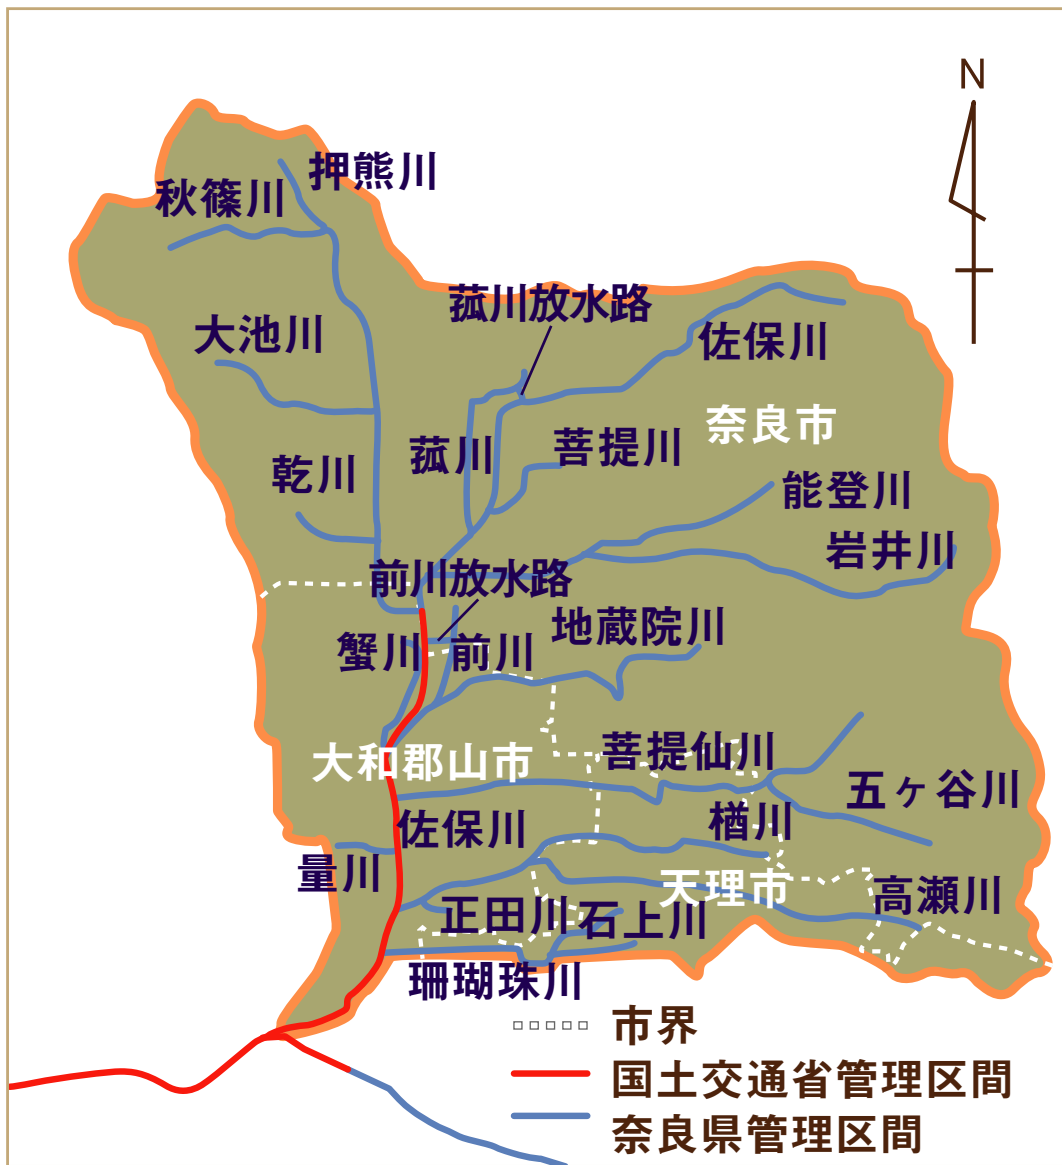 N
押熊川
秋篠川
菰川放水路
大池川
佐保川
奈良市
菰川
菩提川
乾川
能登川
岩井川
前川放水路
地蔵院川
蟹川
前川
菩提仙川
大和郡山市
五ヶ谷川
楢川
佐保川
量川
天理市
高瀬川
正田川
石上川
珊瑚珠川
市界
国土交通省管理区間
奈良県管理区間